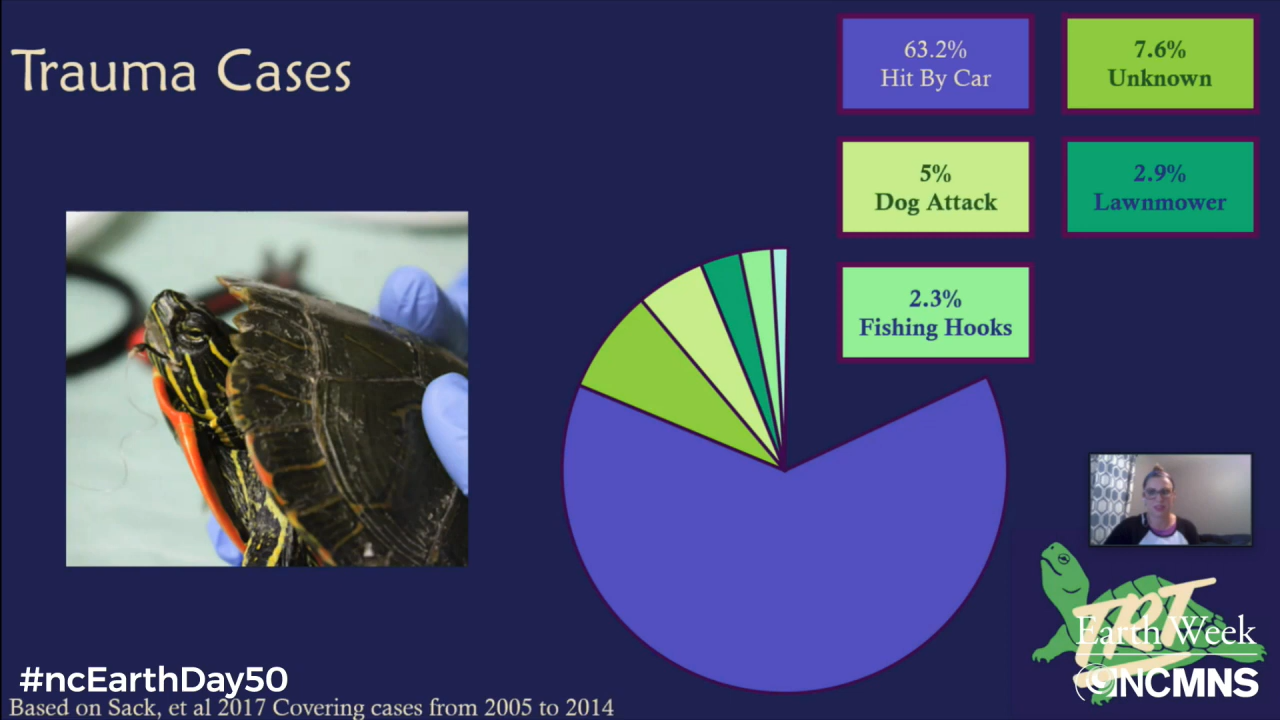 Trauma Cases
63.2%
Hit By Car
7.6%
Unknown
5%
Dog Attack
2.9%
Lawnmower
2.3%
Fishing Hooks
TRT
Earth Week
NCMNS
#ncEarthDay50
Based on Sack, et al 2017 Covering cases from 2005 to 2014